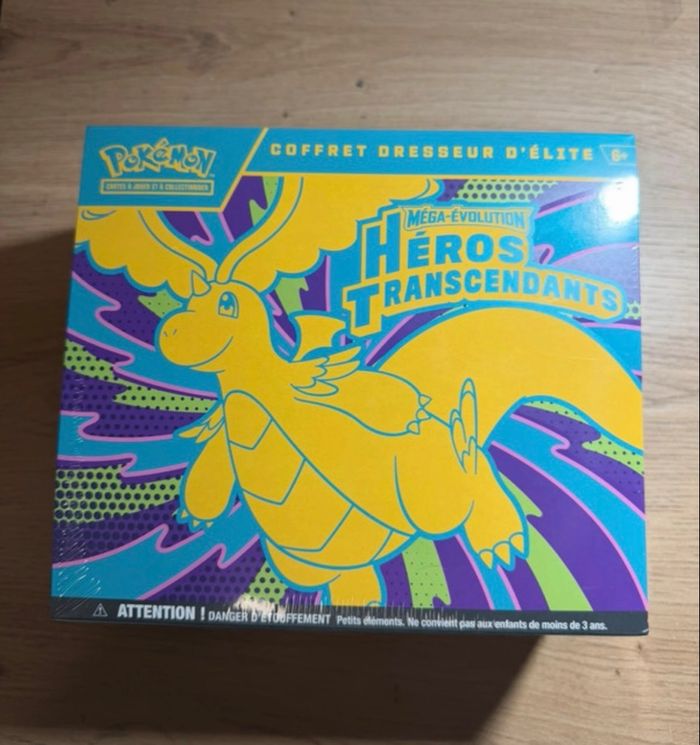 POKÉMON
CARTES À JOUER ET À COLLECTIONNER
COFFRET DRESSEUR D'ÉLITE
6+
MÉGA-ÉVOLUTION
HÉROS
TRANSCENDANTS
ATTENTION ! DANGER D'ÉTOUFFEMENT Petits éléments. Ne convient pas aux enfants de moins de 3 ans.